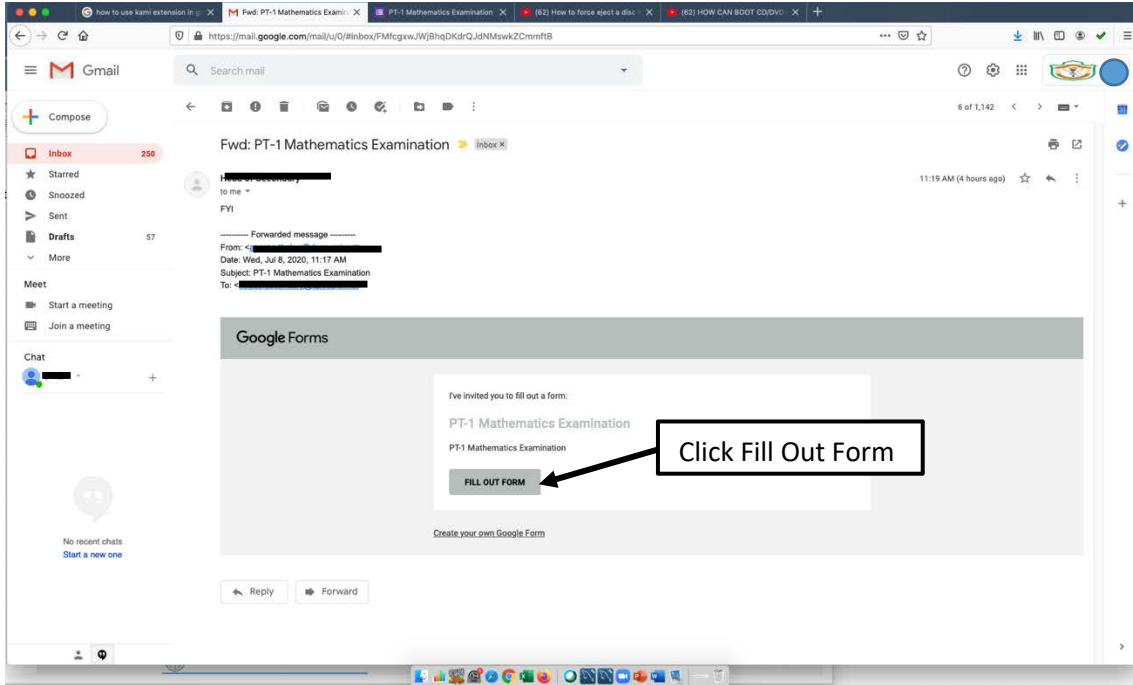 how to use kami extension in g
Fwd: PT-1 Mathematics Examin
PT-1 Mathematics Examination
(62) How to force eject a disc
(62) HOW CAN BOOT CD/DVD
https://mail.google.com/mail/u/0/#inbox/FMfcgxwJWjBhqDKdrQJdNMswkZCmmftB
Gmail
Search mail
Compose
6 of 1,142
Inbox 250
Starred
Snoozed
Sent
Drafts 57
More
Meet
Start a meeting
Join a meeting
Chat
No recent chats
Start a new one
Fwd: PT-1 Mathematics Examination Inbox ×
11:19 AM (4 hours ago)
to me
FYI
---------- Forwarded message ---------
From: <
Date: Wed, Jul 8, 2020, 11:17 AM
Subject: PT-1 Mathematics Examination
To: <
Google Forms
I've invited you to fill out a form:
PT-1 Mathematics Examination
PT-1 Mathematics Examination
FILL OUT FORM
Click Fill Out Form
Create your own Google Form
Reply
Forward